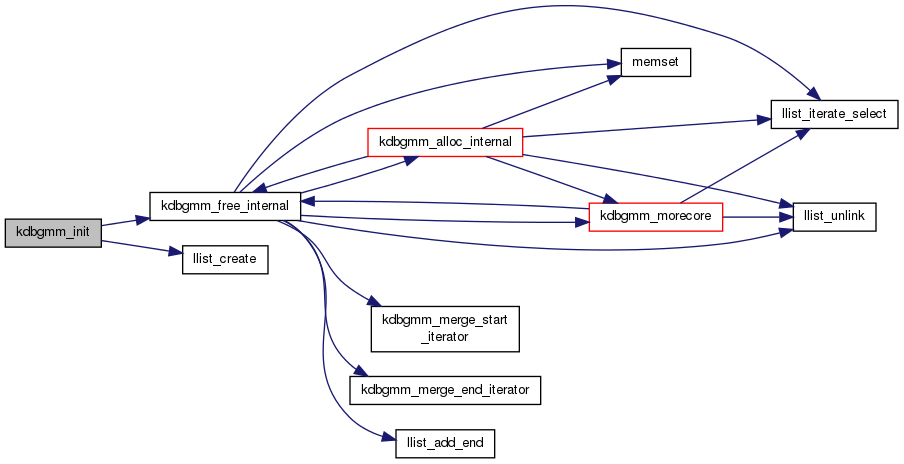 memset
llist_iterate_select
kdbgmm_alloc_internal
kdbgmm_free_internal
kdbgmm_morecore
llist_unlink
kdbgmm_init
llist_create
kdbgmm_merge_start
_iterator
kdbgmm_merge_end_iterator
llist_add_end